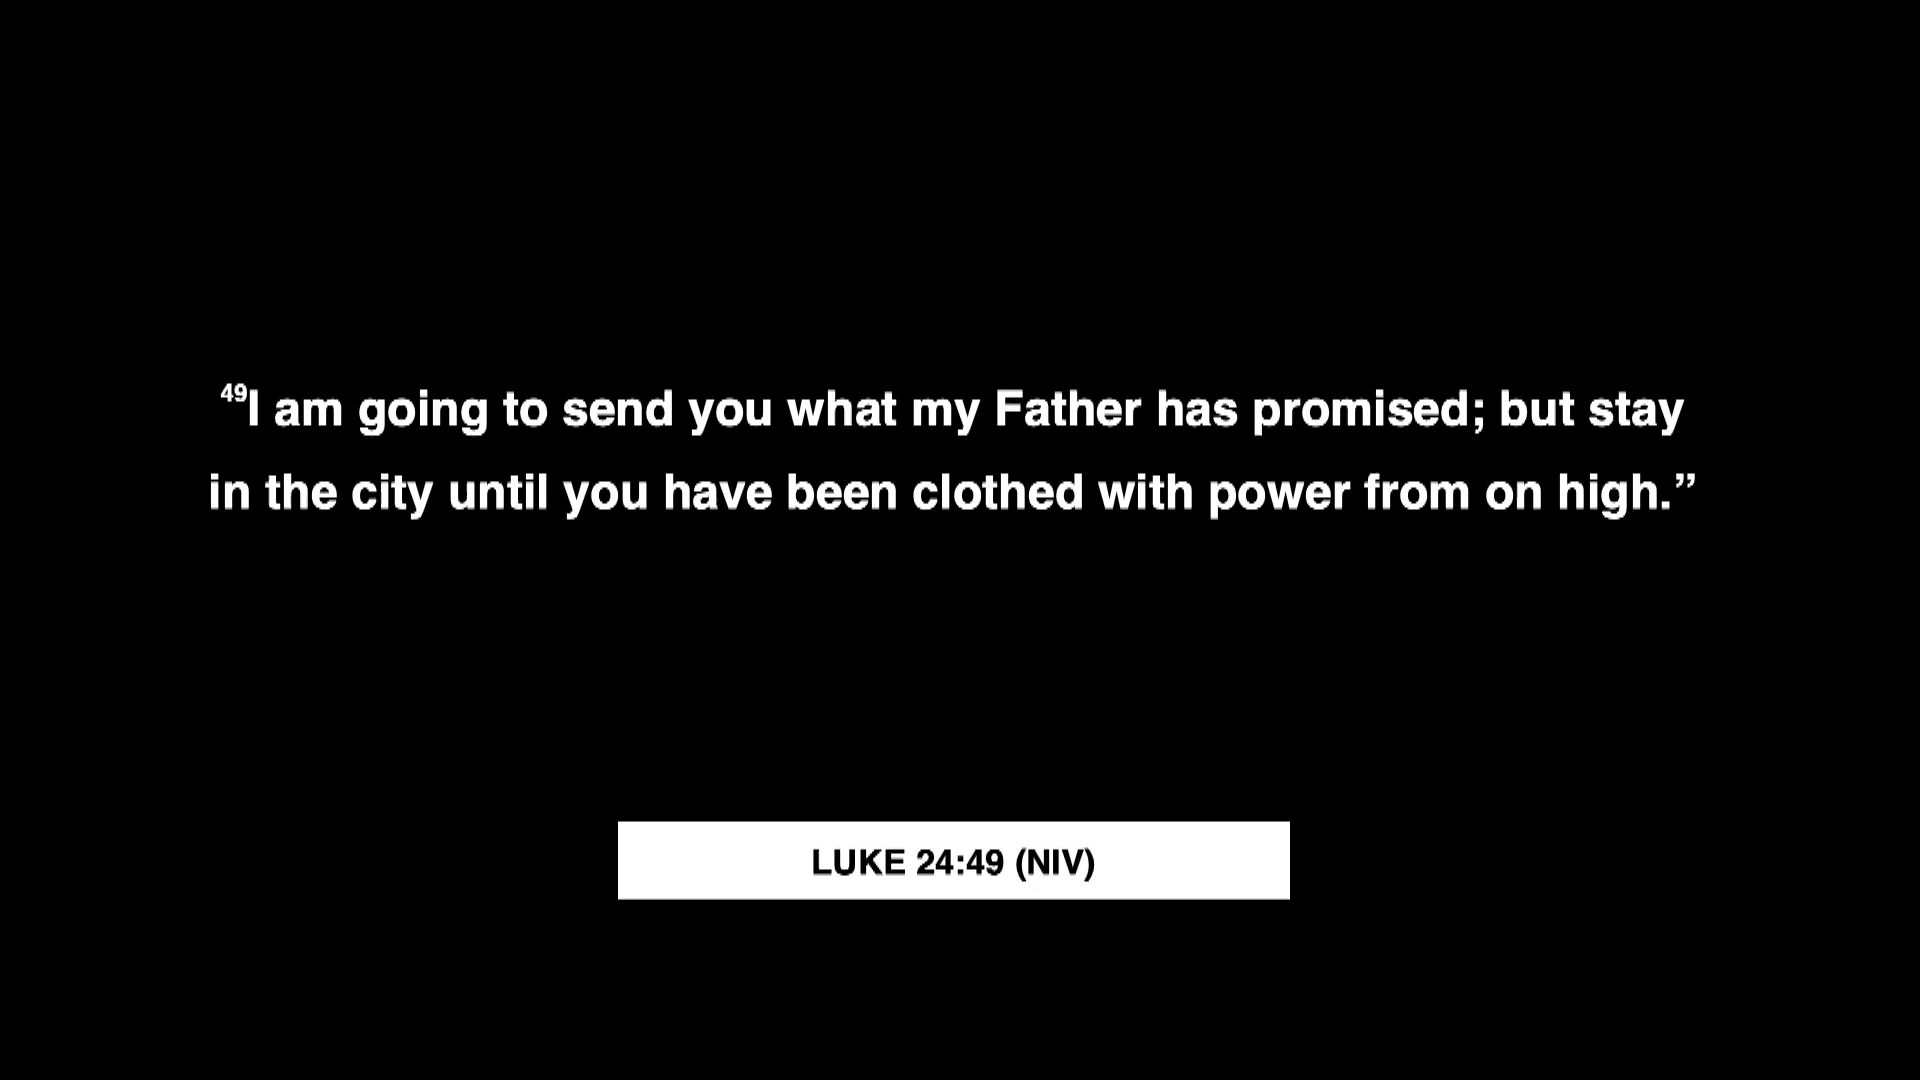 ⁴⁹I am going to send you what my Father has promised; but stay
in the city until you have been clothed with power from on high.”
LUKE 24:49 (NIV)